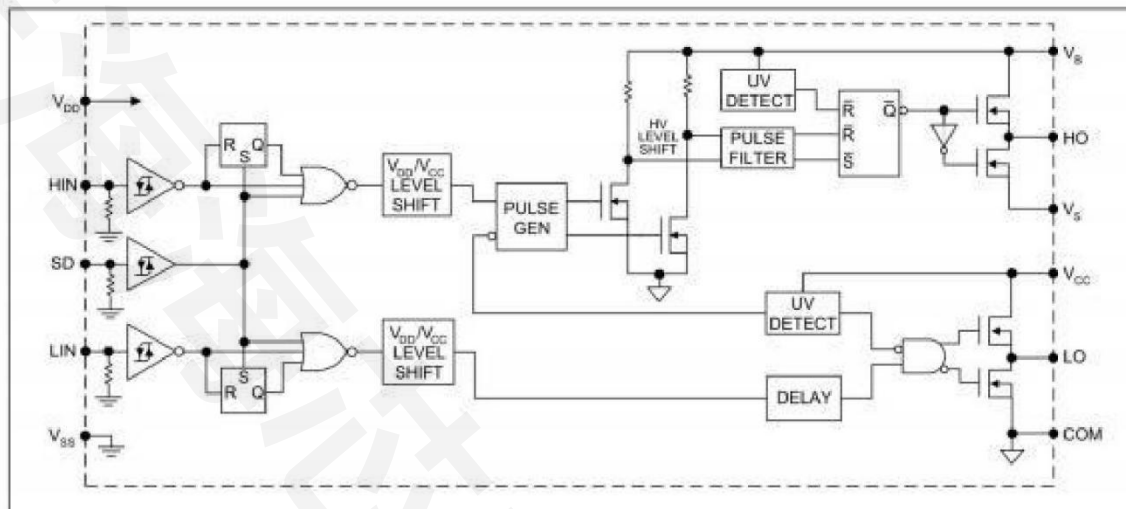 V_DD
HIN
SD
LIN
V_SS
R Q
S
V_DD/V_CC
LEVEL
SHIFT
PULSE
GEN
HV
LEVEL
SHIFT
UV
DETECT
PULSE
FILTER
R̅ Q̅
R̅
S̅
V_B
HO
V_S
S
R Q
V_DD/V_CC
LEVEL
SHIFT
UV
DETECT
DELAY
V_CC
LO
COM